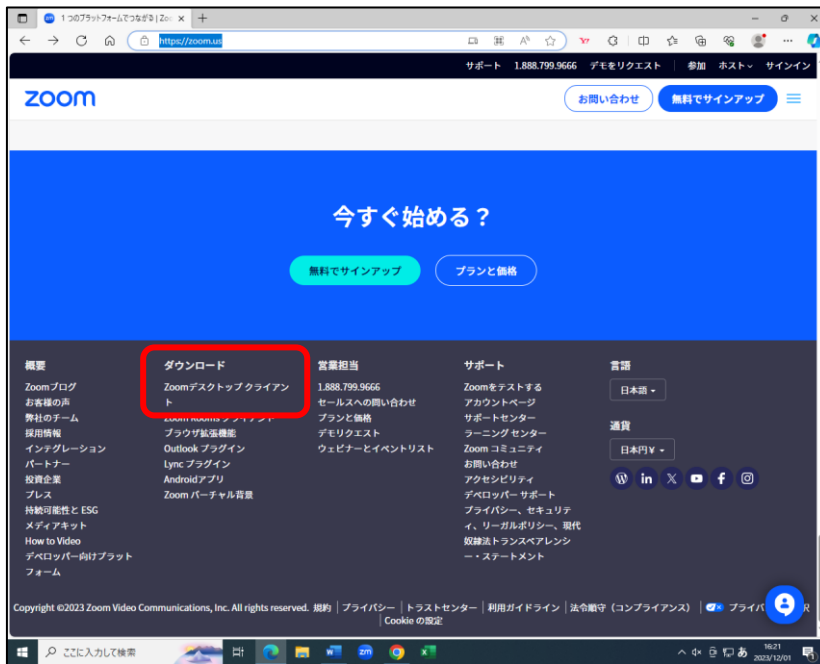 1 つのプラットフォームでつながる | Zoo
https://zoom.us
サポート 1.888.799.9666 デモをリクエスト 参加 ホスト サインイン
zoom
お問い合わせ 無料でサインアップ
今すぐ始める？
無料でサインアップ プランと価格
概要
Zoomブログ
お客様の声
弊社のチーム
採用情報
インテグレーション
パートナー
投資企業
プレス
持続可能性と ESG
メディアキット
How to Video
デベロッパー向けプラット
フォーム
ダウンロード
Zoomデスクトップ クライアン
ト
Zoom Rooms クライアント
ブラウザ拡張機能
Outlook プラグイン
Lync プラグイン
Androidアプリ
Zoom バーチャル背景
営業担当
1.888.799.9666
セールスへの問い合わせ
プランと価格
デモリクエスト
ウェビナーとイベントリスト
サポート
Zoomをテストする
アカウントページ
サポートセンター
ラーニング センター
Zoom コミュニティ
お問い合わせ
アクセシビリティ
デベロッパー サポート
プライバシー、セキュリテ
ィ、リーガルポリシー、現代
奴隷法トランスペアレンシ
ー・ステートメント
言語
日本語
通貨
日本円¥
Copyright ©2023 Zoom Video Communications, Inc. All rights reserved. 規約 | プライバシー | トラストセンター | 利用ガイドライン | 法令順守（コンプライアンス） | プライバ
| Cookie の設定
ここに入力して検索
あ
16:21
2023/12/01